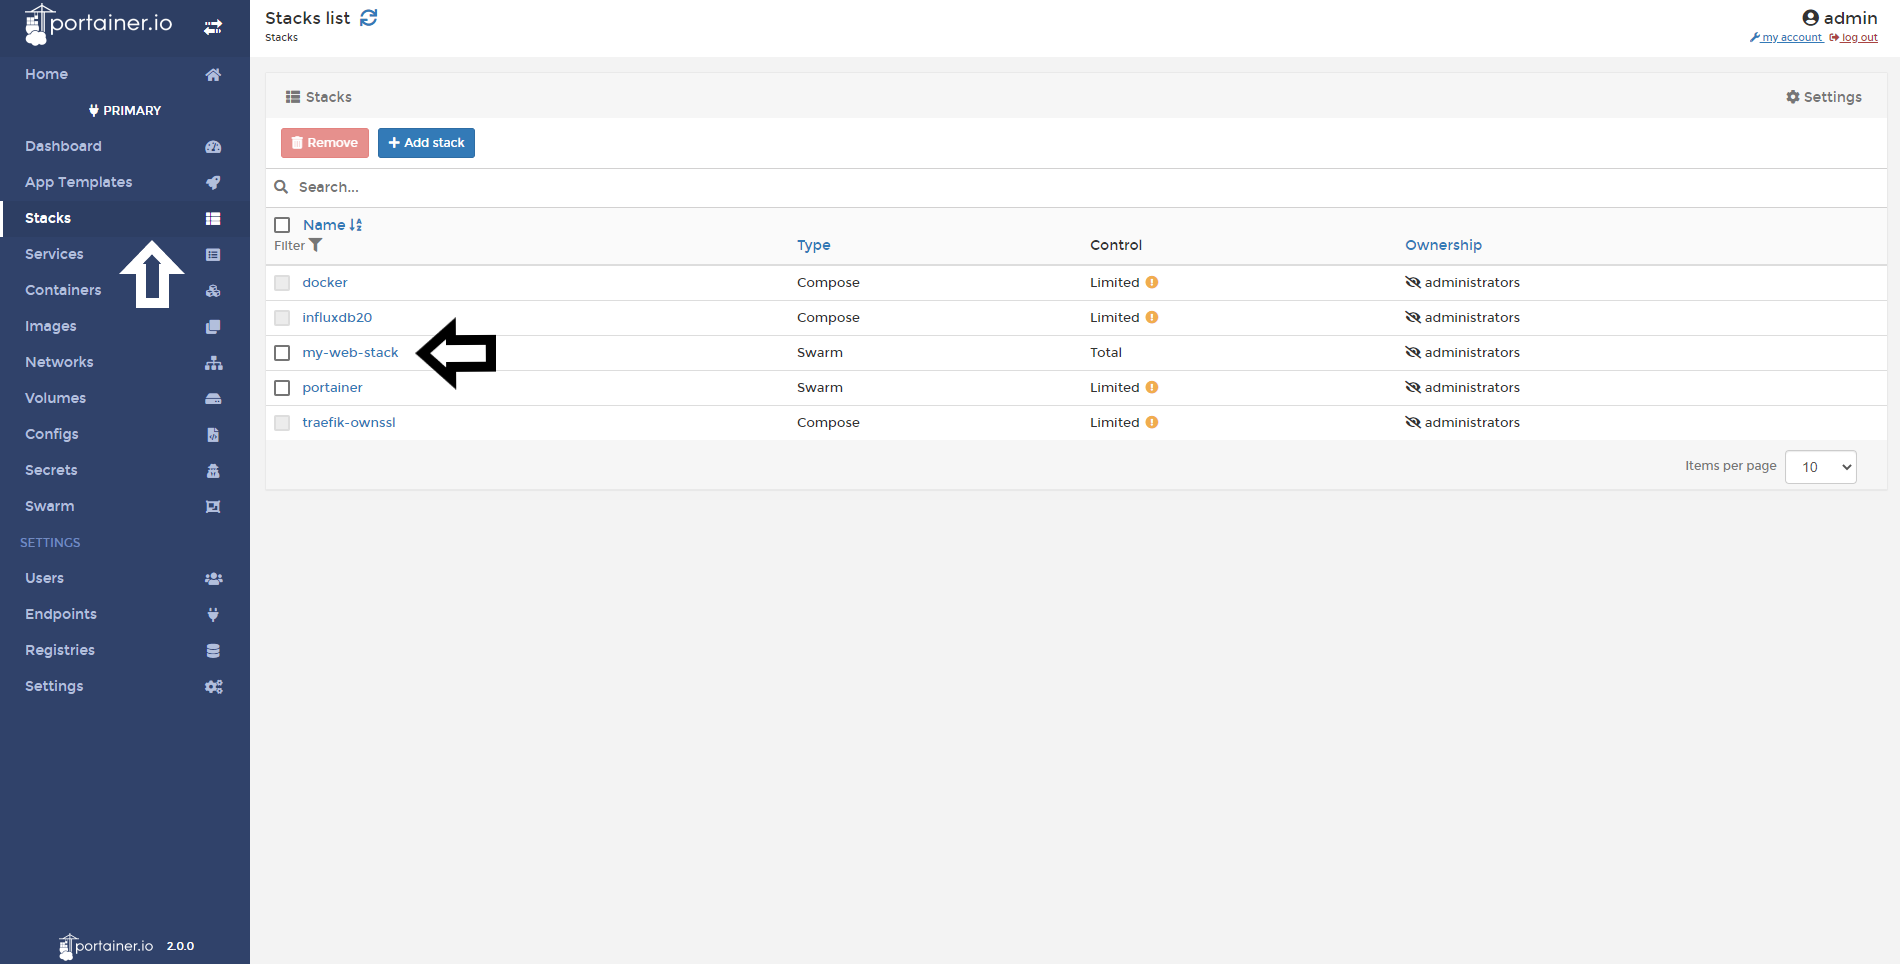 portainer.io
Home
PRIMARY
Dashboard
App Templates
Stacks
Services
Containers
Images
Networks
Volumes
Configs
Secrets
Swarm
SETTINGS
Users
Endpoints
Registries
Settings
portainer.io 2.0.0
Stacks list
Stacks
admin
my account log out
Stacks
Settings
Remove
Add stack
Search...
Name
Filter
Type Control Ownership
docker Compose Limited administrators
influxdb20 Compose Limited administrators
my-web-stack Swarm Total administrators
portainer Swarm Limited administrators
traefik-ownssl Compose Limited administrators
Items per page 10